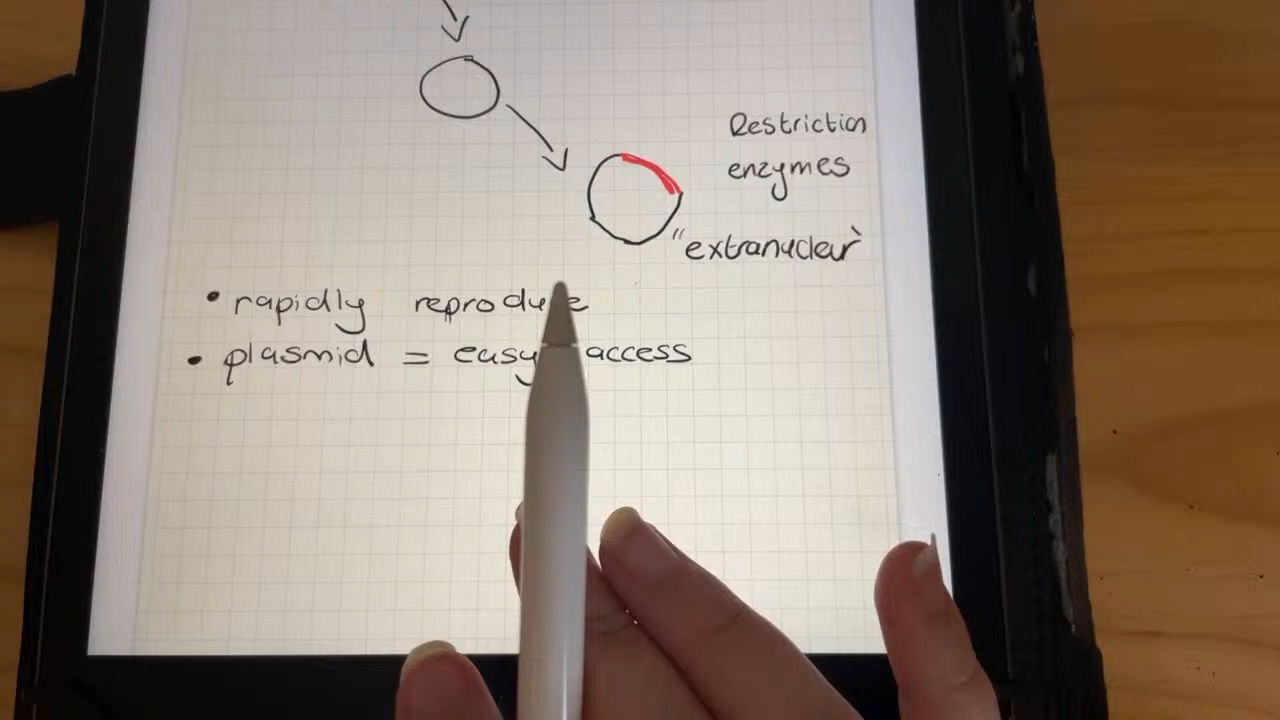 Restriction
enzymes
"extranuclear"
• rapidly reproduce
• plasmid = easy access